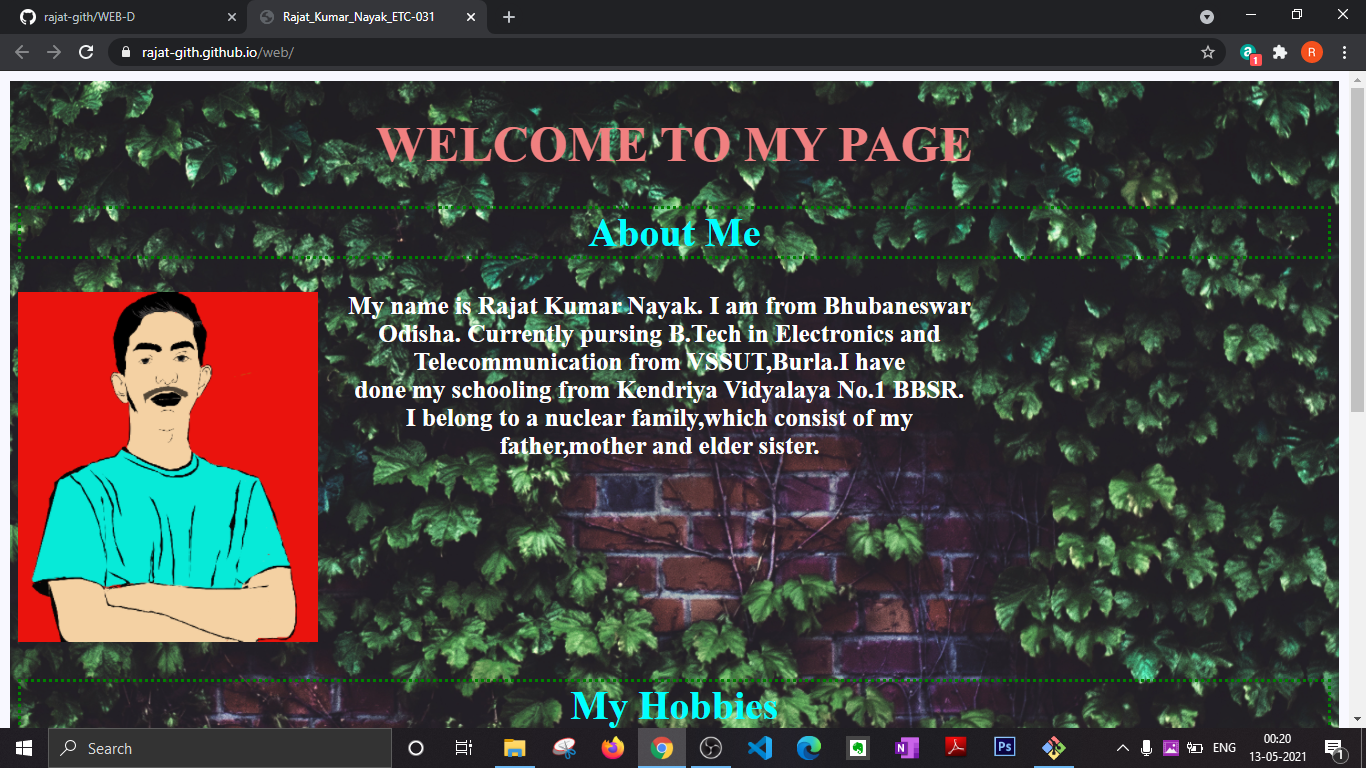 rajat-gith/WEB-D
Rajat_Kumar_Nayak_ETC-031
rajat-gith.github.io/web/
1
R
WELCOME TO MY PAGE
About Me
My name is Rajat Kumar Nayak. I am from Bhubaneswar
Odisha. Currently pursing B.Tech in Electronics and
Telecommunication from VSSUT,Burla.I have
done my schooling from Kendriya Vidyalaya No.1 BBSR.
I belong to a nuclear family,which consist of my
father,mother and elder sister.
My Hobbies
Search
N
Ps
ENG
00:20
13-05-2021
1